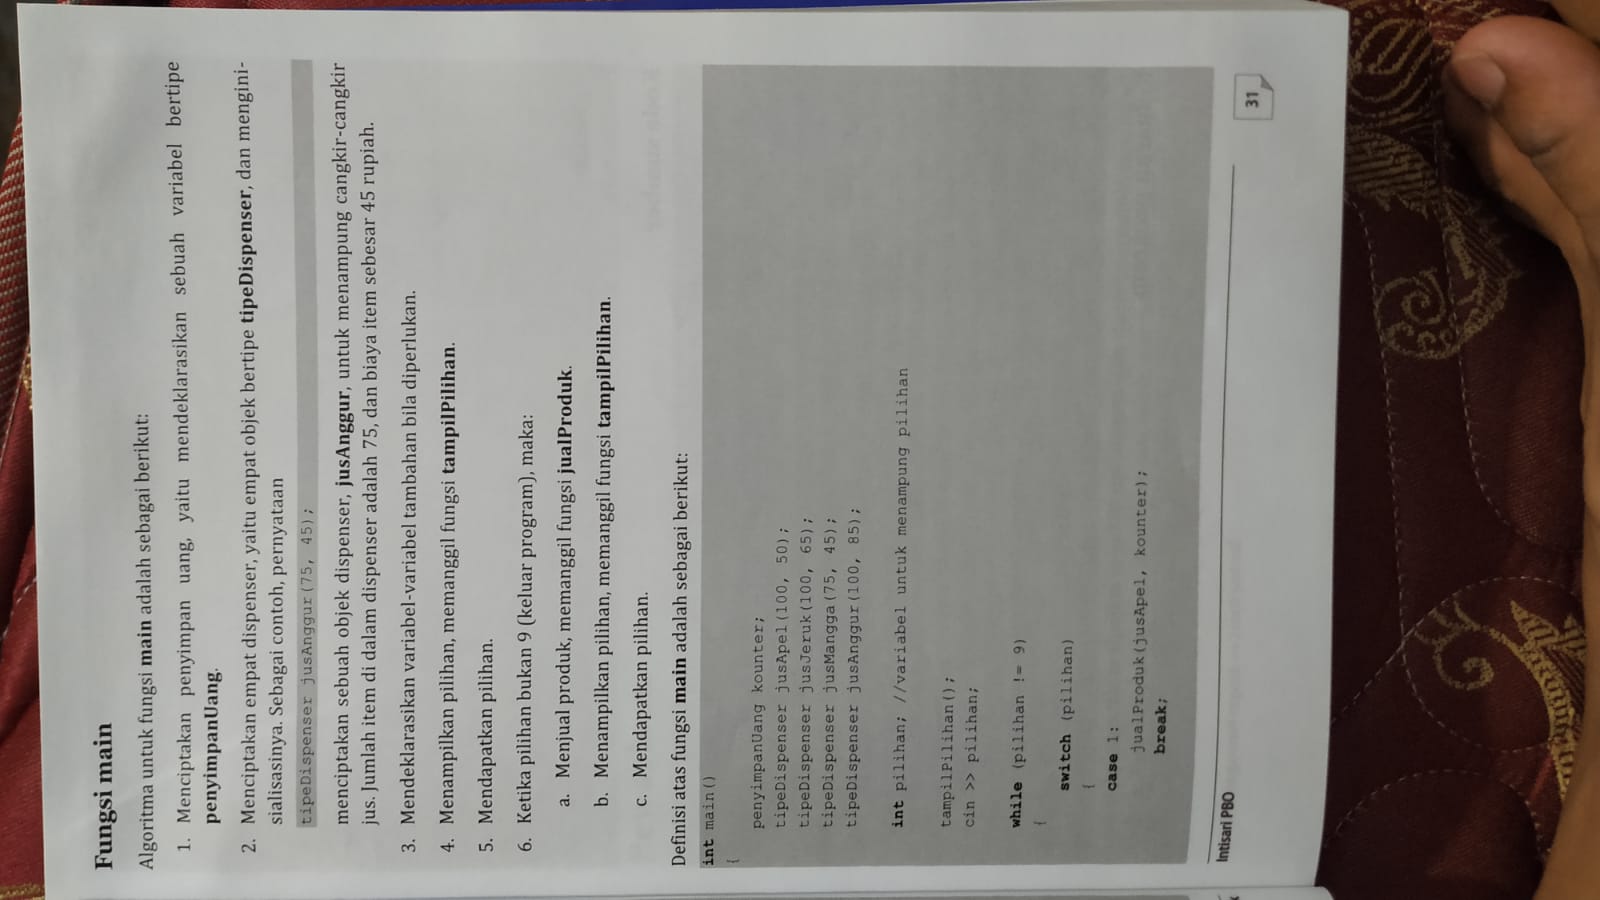 Fungsi main
Algoritma untuk fungsi main adalah sebagai berikut:
1. Menciptakan penyimpan uang, yaitu mendeklarasikan sebuah variabel bertipe
penyimpanUang.
2. Menciptakan empat dispenser, yaitu empat objek bertipe tipeDispenser, dan mengini-
sialisasinya. Sebagai contoh, pernyataan
tipeDispenser jusAnggur(75, 45);
menciptakan sebuah objek dispenser, jusAnggur, untuk menampung cangkir-cangkir
jus. Jumlah item di dalam dispenser adalah 75, dan biaya item sebesar 45 rupiah.
3. Mendeklarasikan variabel-variabel tambahan bila diperlukan.
4. Menampilkan pilihan, memanggil fungsi tampilPilihan.
5. Mendapatkan pilihan.
6. Ketika pilihan bukan 9 (keluar program), maka:
a. Menjual produk, memanggil fungsi jualProduk.
b. Menampilkan pilihan, memanggil fungsi tampilPilihan.
c. Mendapatkan pilihan.
Definisi atas fungsi main adalah sebagai berikut:
int main()
{
penyimpanUang kounter;
tipeDispenser jusApel(100, 50);
tipeDispenser jusJeruk(100, 65);
tipeDispenser jusMangga(75, 45);
tipeDispenser jusAnggur(100, 85);
int pilihan; //variabel untuk menampung pilihan
tampilPilihan();
cin >> pilihan;
while (pilihan != 9)
{
switch (pilihan)
{
case 1:
jualProduk(jusApel, kounter);
break;
Intisari PBO
31